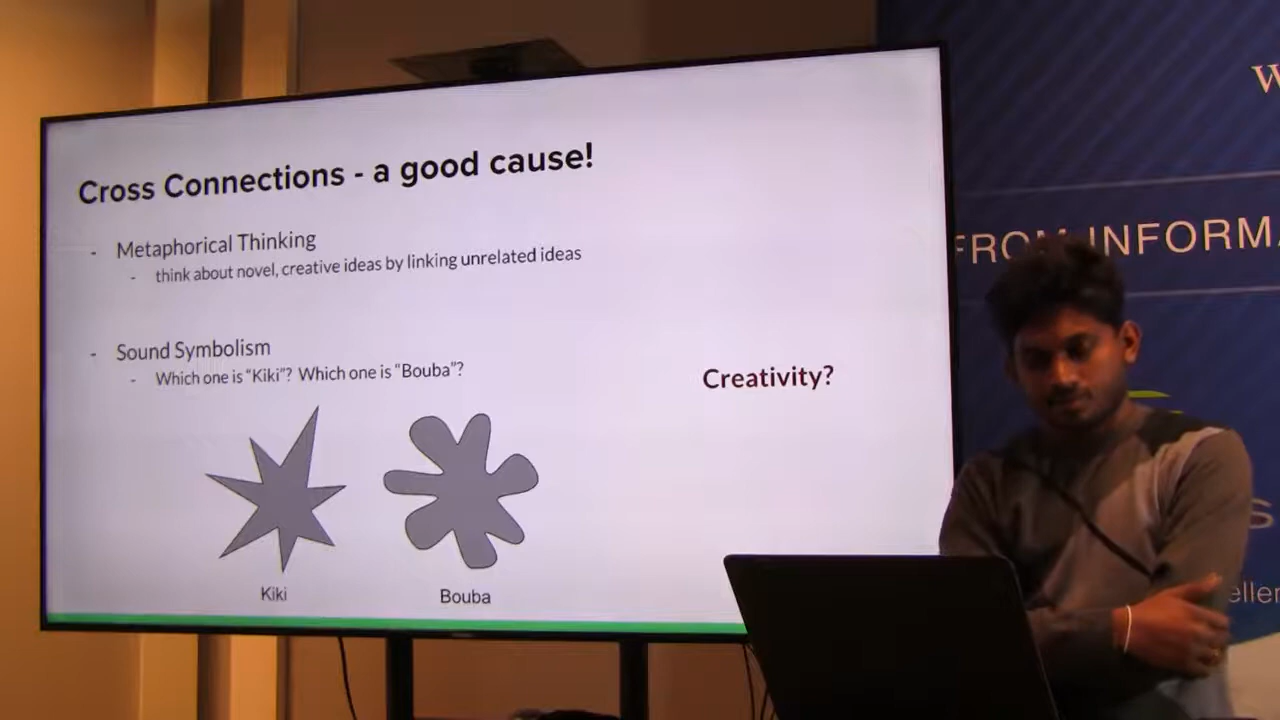 Cross Connections - a good cause!
- Metaphorical Thinking
- think about novel, creative ideas by linking unrelated ideas
- Sound Symbolism
- Which one is "Kiki"? Which one is "Bouba"?
Creativity?
Kiki
Bouba
W
FROM INFORMA
S
eller